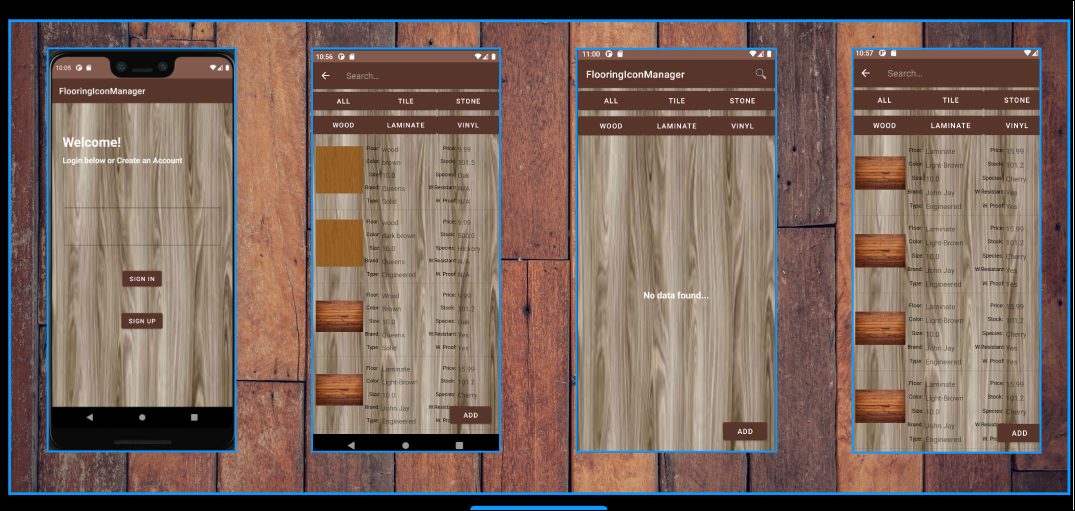 10:05
FlooringIconManager
Welcome!
Login below or Create an Account
SIGN IN
SIGN UP
10:56
Search...
ALL TILE STONE
WOOD LAMINATE VINYL
Floor: wood Price: 9.99
Color: brown Stock: 101.5
Size: 10.0 Species: Oak
Brand: Queens W.Resistant: N/A
Type: Solid W. Proof: N/A
Floor: wood Price: 9.99
Color: dark brown Stock:
Size: 10.0 Species: Hickory
Brand: Queens W.Resistant: N/A
Type: Engineered W. Proof: N/A
Floor: Wood Price: 9.99
Color: Brown Stock: 101.2
Size: 10.0 Species: Oak
Brand: Queens W.Resistant: Yes
Type: Solid W. Proof: Yes
Floor: Laminate Price: 15.99
Color: Light-Brown Stock: 101.2
Size: 10.0 Species: Cherry
Brand: John Jay
Type: Engineered
ADD
11:00
FlooringIconManager
ALL TILE STONE
WOOD LAMINATE VINYL
No data found...
ADD
10:57
Search...
ALL TILE STONE
WOOD LAMINATE VINYL
Floor: Laminate Price: 15.99
Color: Light-Brown Stock: 101.2
Size: 10.0 Species: Cherry
Brand: John Jay W.Resistant: Yes
Type: Engineered W. Proof: Yes
Floor: Laminate Price: 15.99
Color: Light-Brown Stock: 101.2
Size: 10.0 Species: Cherry
Brand: John Jay W.Resistant: Yes
Type: Engineered W. Proof: Yes
Floor: Laminate Price: 15.99
Color: Light-Brown Stock: 101.2
Size: 10.0 Species: Cherry
Brand: John Jay W.Resistant: Yes
Type: Engineered W. Proof: Yes
Floor: Laminate Price: 15.99
Color: Light-Brown Stock: 101.2
Size: 10.0 Species: Cherry
Brand: John Jay Yes
Type: Engineered
ADD